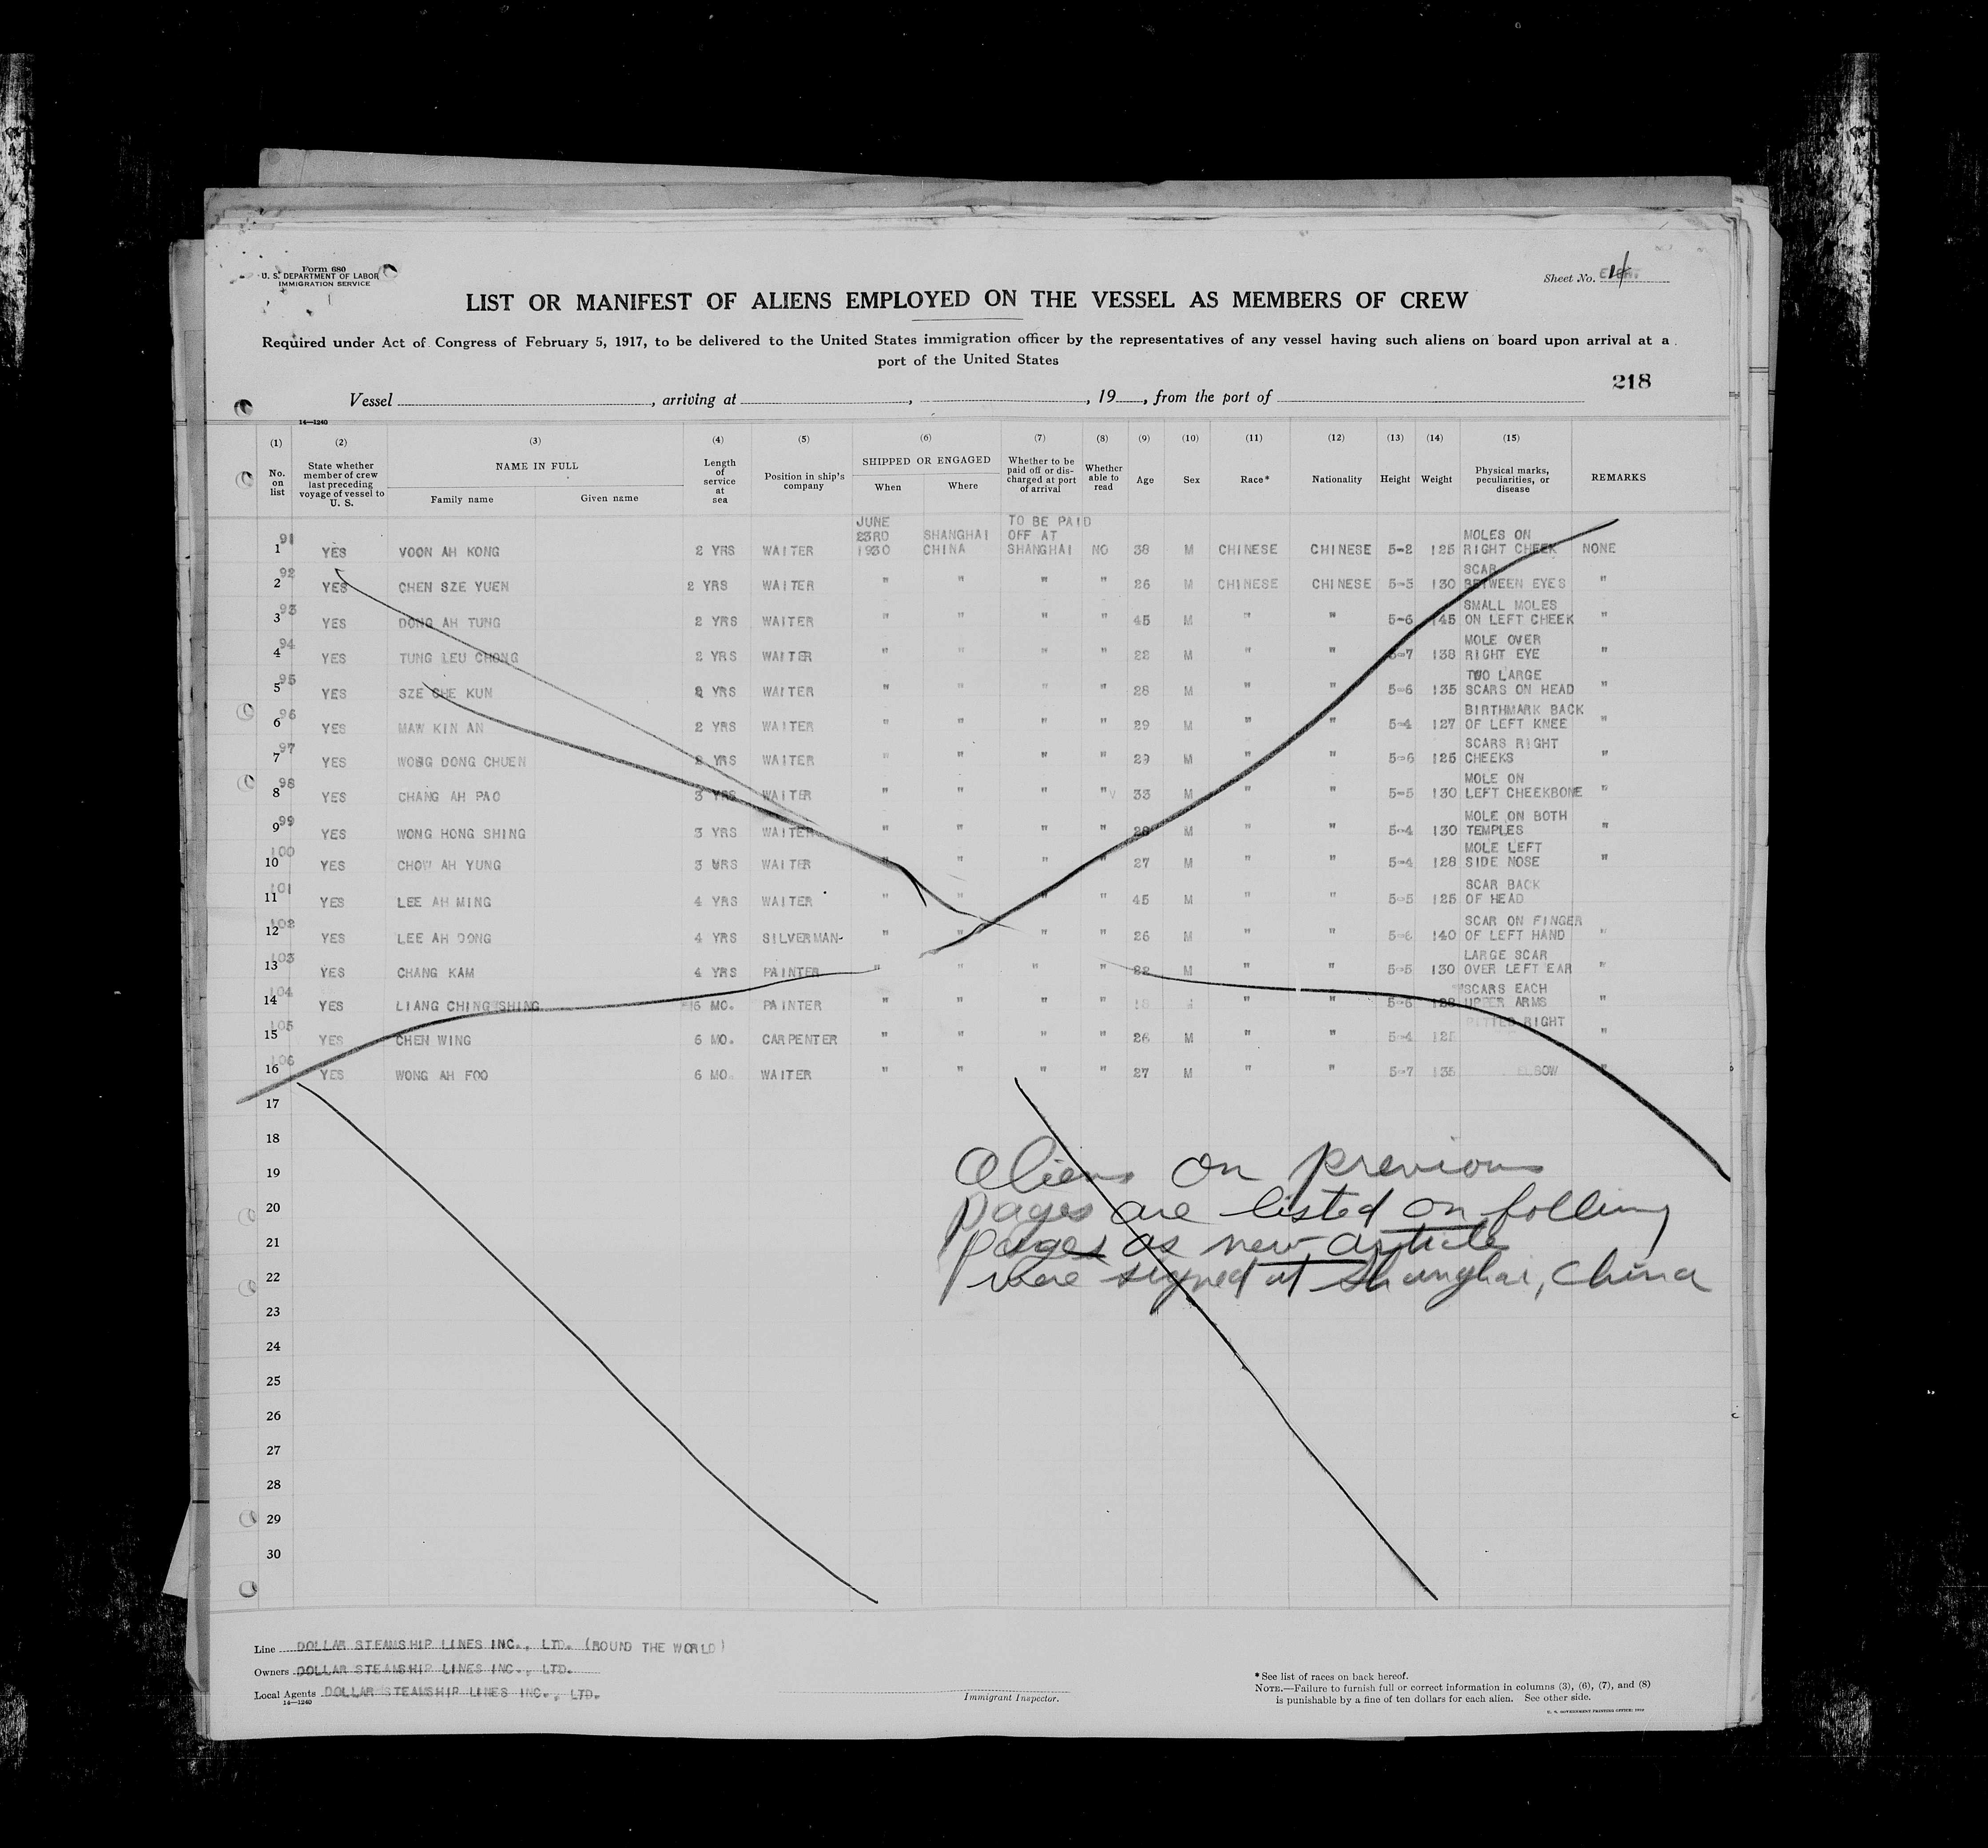 Form 680
U. S. DEPARTMENT OF LABOR
IMMIGRATION SERVICE
Sheet No. 4
LIST OR MANIFEST OF ALIENS EMPLOYED ON THE VESSEL AS MEMBERS OF CREW
Required under Act of Congress of February 5, 1917, to be delivered to the United States immigration officer by the representatives of any vessel having such aliens on board upon arrival at a
port of the United States
218
Vessel , arriving at , , 19 , from the port of
14—1240
(1) (2) (3) (4) (5) (6) (7) (8) (9) (10) (11) (12) (13) (14) (15)
No. on list
State whether member of crew last preceding voyage of vessel to U. S.
NAME IN FULL
Family name Given name
Length of service at sea
Position in ship's company
SHIPPED OR ENGAGED
When Where
Whether to be paid off or discharged at port of arrival
Whether able to read
Age Sex Race* Nationality Height Weight
Physical marks, peculiarities, or disease
REMARKS
91 1 YES VOON AH KONG 2 YRS WAITER JUNE 23RD 1930 SHANGHAI CHINA TO BE PAID OFF AT SHANGHAI NO 38 M CHINESE CHINESE 5-2 125 MOLES ON RIGHT CHEEK NONE
92 2 YES CHEN SZE YUEN 2 YRS WAITER " " " " 26 M CHINESE CHINESE 5-5 130 SCAR BETWEEN EYES "
93 3 YES DONG AH TUNG 2 YRS WAITER " " " " 45 M " " 5-6 145 SMALL MOLES ON LEFT CHEEK "
94 4 YES TUNG LEU CHONG 2 YRS WAITER " " " " 22 M " " 5-7 138 MOLE OVER RIGHT EYE "
95 5 YES SZE CHE KUN 2 YRS WAITER " " " " 28 M " " 5-6 135 TWO LARGE SCARS ON HEAD "
96 6 YES MAW KIN AN 2 YRS WAITER " " " " 29 M " " 5-4 127 BIRTHMARK BACK OF LEFT KNEE "
97 7 YES WONG DONG CHUEN 2 YRS WAITER " " " " 29 M " " 5-6 125 SCARS RIGHT CHEEKS "
98 8 YES CHANG AH PAO 3 YRS WAITER " " " " 33 M " " 5-5 130 MOLE ON LEFT CHEEKBONE "
99 9 YES WONG HONG SHING 3 YRS WAITER " " " " M " " 5-4 130 MOLE ON BOTH TEMPLES "
100 10 YES CHOW AH YUNG 3 URS WAITER " " " " 27 M " " 5-4 128 MOLE LEFT SIDE NOSE "
101 11 YES LEE AH MING 4 YRS WAITER " " " " 45 M " " 5-5 125 SCAR BACK OF HEAD "
102 12 YES LEE AH DONG 4 YRS SILVERMAN- " " " " 26 M " " 5-6 140 SCAR ON FINGER OF LEFT HAND "
103 13 YES CHANG KAM 4 YRS PAINTER " " " " M " " 5-5 130 LARGE SCAR OVER LEFT EAR "
104 14 YES LIANG CHING SHING 6 MO. PAINTER " " " " 18 " " SCARS EACH UPPER ARMS "
105 15 YES CHEN WING 6 MO. CARPENTER " " " " 26 M " " 5-4 RIGHT "
106 16 YES WONG AH FOO 6 MO. WAITER " " " " 27 M " " 5-7 135 ELBOW "
17
18
19
20
21
22
23
24
25
26
27
28
29
30
aliens on previous
pages are listed on folling
pages as new article
were signed at Shanghai, China
Line DOLLAR STEAMSHIP LINES INC., LTD. (ROUND THE WORLD)
Owners DOLLAR STEAMSHIP LINES INC., LTD.
Local Agents DOLLAR STEAMSHIP LINES INC., LTD.
14—1240
Immigrant Inspector.
*See list of races on back hereof.
NOTE.—Failure to furnish full or correct information in columns (3), (6), (7), and (8)
is punishable by a fine of ten dollars for each alien. See other side.